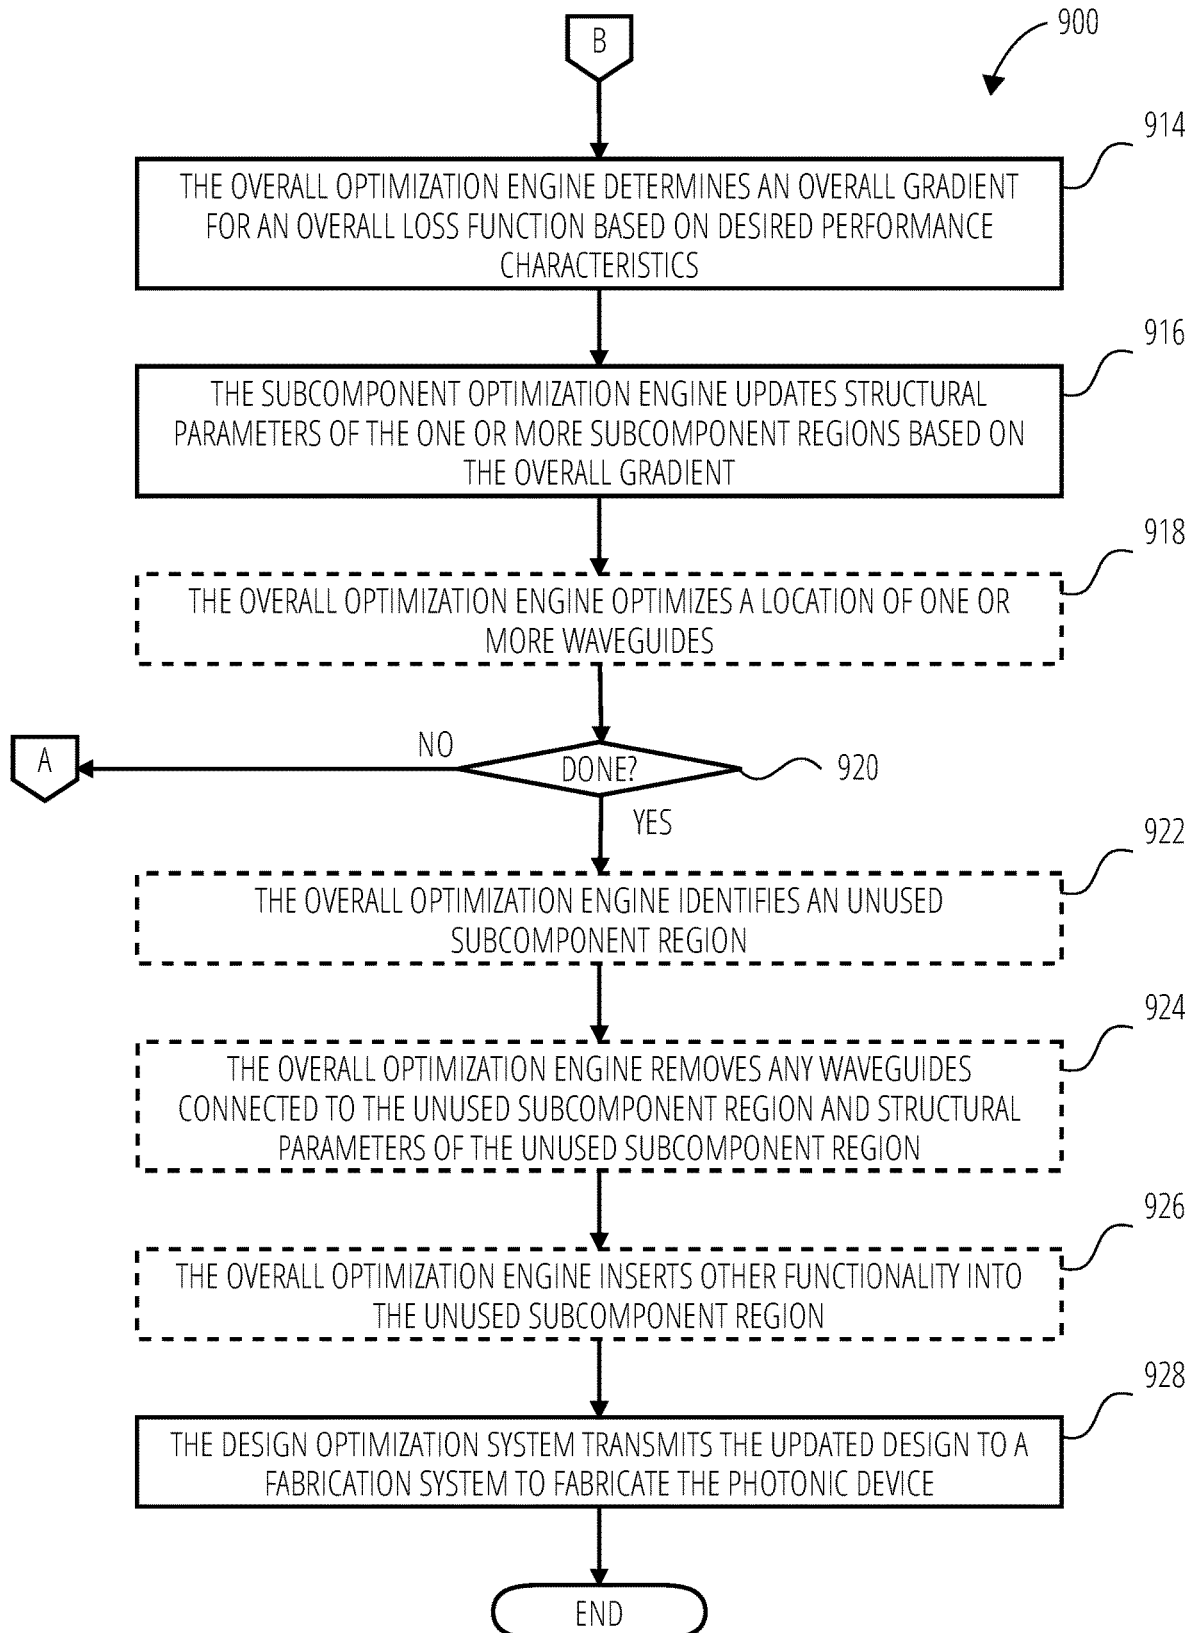 B
900
914
THE OVERALL OPTIMIZATION ENGINE DETERMINES AN OVERALL GRADIENT
FOR AN OVERALL LOSS FUNCTION BASED ON DESIRED PERFORMANCE
CHARACTERISTICS
916
THE SUBCOMPONENT OPTIMIZATION ENGINE UPDATES STRUCTURAL
PARAMETERS OF THE ONE OR MORE SUBCOMPONENT REGIONS BASED ON
THE OVERALL GRADIENT
918
THE OVERALL OPTIMIZATION ENGINE OPTIMIZES A LOCATION OF ONE OR
MORE WAVEGUIDES
A
NO
DONE?
920
YES
922
THE OVERALL OPTIMIZATION ENGINE IDENTIFIES AN UNUSED
SUBCOMPONENT REGION
924
THE OVERALL OPTIMIZATION ENGINE REMOVES ANY WAVEGUIDES
CONNECTED TO THE UNUSED SUBCOMPONENT REGION AND STRUCTURAL
PARAMETERS OF THE UNUSED SUBCOMPONENT REGION
926
THE OVERALL OPTIMIZATION ENGINE INSERTS OTHER FUNCTIONALITY INTO
THE UNUSED SUBCOMPONENT REGION
928
THE DESIGN OPTIMIZATION SYSTEM TRANSMITS THE UPDATED DESIGN TO A
FABRICATION SYSTEM TO FABRICATE THE PHOTONIC DEVICE
END